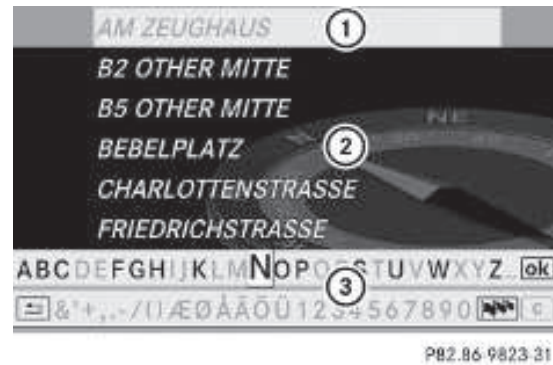 AM ZEUGHAUS 1
B2 OTHER MITTE
B5 OTHER MITTE
BEBELPLATZ 2
CHARLOTTENSTRASSE
FRIEDRICHSTRASSE
ABCDEFGHIJKLMNOPQRSTUVWXYZ ok
&'+,.-/()ÆØÅÄÖÜ1234567890 c
3
NE
P82.86-9823-31